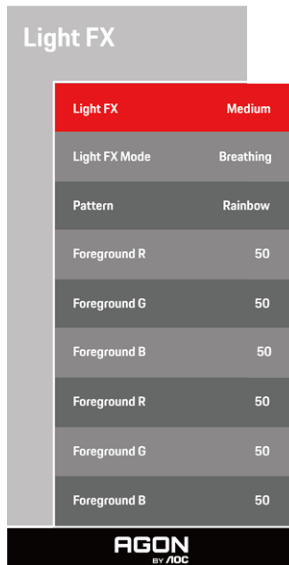 Light FX
Light FX Medium
Light FX Mode Breathing
Pattern Rainbow
Foreground R 50
Foreground G 50
Foreground B 50
Foreground R 50
Foreground G 50
Foreground B 50
AGON
BY AOC